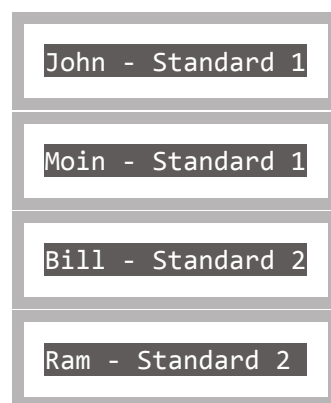 John - Standard 1
Moin - Standard 1
Bill - Standard 2
Ram - Standard 2